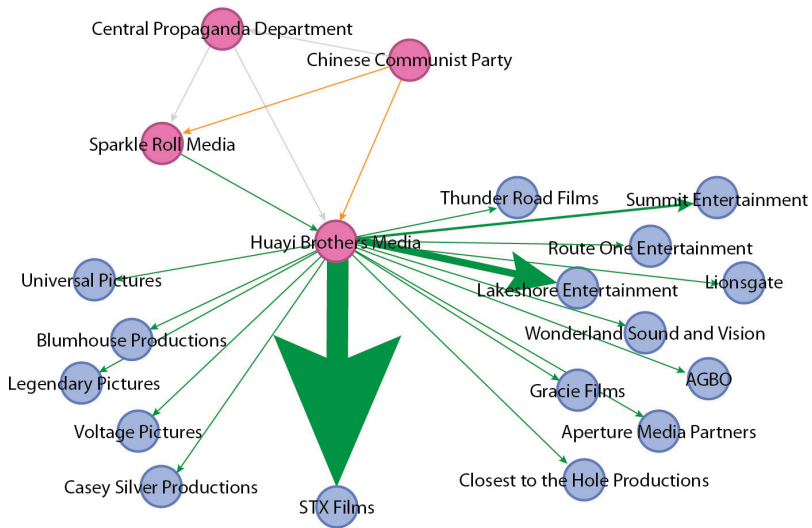 Central Propaganda Department
Chinese Communist Party
Sparkle Roll Media
Thunder Road Films
Summit Entertainment
Huayi Brothers Media
Route One Entertainment
Universal Pictures
Lakeshore Entertainment
Lionsgate
Blumhouse Productions
Wonderland Sound and Vision
Legendary Pictures
Gracie Films
AGBO
Voltage Pictures
Aperture Media Partners
Casey Silver Productions
Closest to the Hole Productions
STX Films